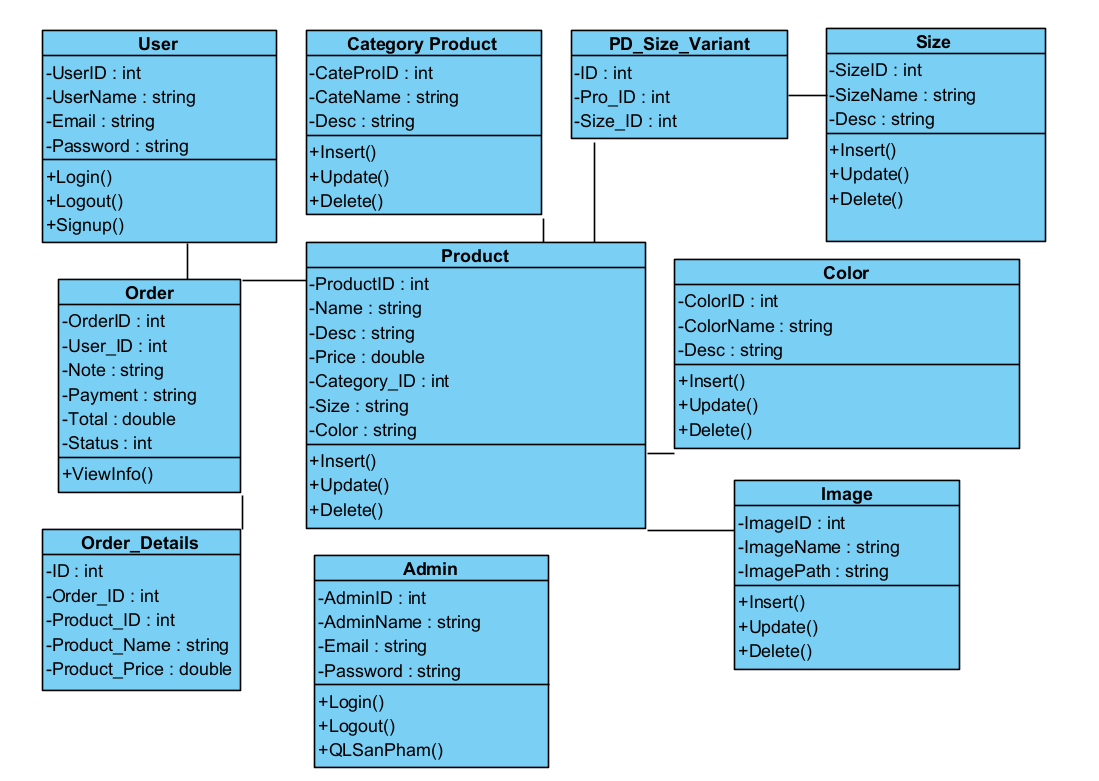 User
-UserID : int
-UserName : string
-Email : string
-Password : string
+Login()
+Logout()
+Signup()
Category Product
-CateProID : int
-CateName : string
-Desc : string
+Insert()
+Update()
+Delete()
PD_Size_Variant
-ID : int
-Pro_ID : int
-Size_ID : int
Size
-SizeID : int
-SizeName : string
-Desc : string
+Insert()
+Update()
+Delete()
Order
-OrderID : int
-User_ID : int
-Note : string
-Payment : string
-Total : double
-Status : int
+ViewInfo()
Product
-ProductID : int
-Name : string
-Desc : string
-Price : double
-Category_ID : int
-Size : string
-Color : string
+Insert()
+Update()
+Delete()
Color
-ColorID : int
-ColorName : string
-Desc : string
+Insert()
+Update()
+Delete()
Order_Details
-ID : int
-Order_ID : int
-Product_ID : int
-Product_Name : string
-Product_Price : double
Admin
-AdminID : int
-AdminName : string
-Email : string
-Password : string
+Login()
+Logout()
+QLSanPham()
Image
-ImageID : int
-ImageName : string
-ImagePath : string
+Insert()
+Update()
+Delete()